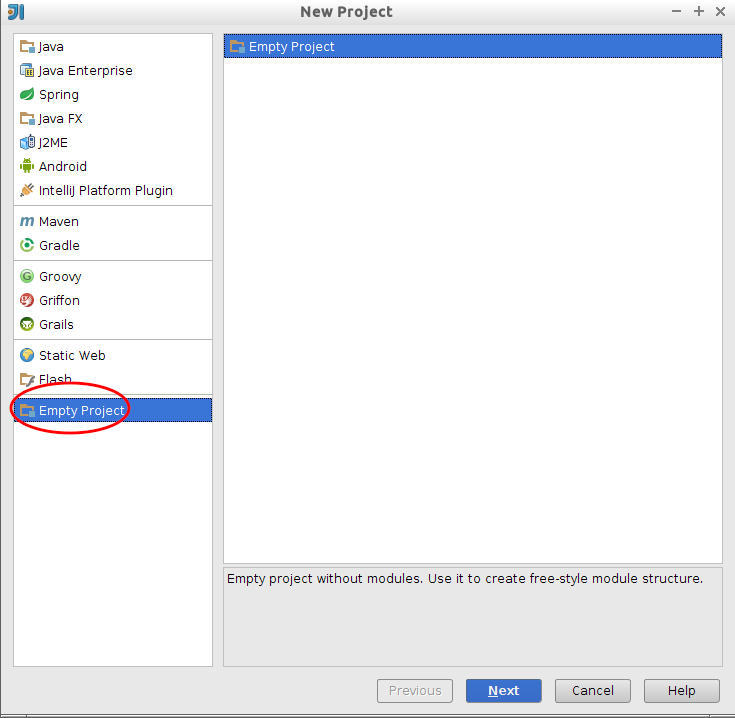 New Project
Java
Java Enterprise
Spring
Java FX
J2ME
Android
IntelliJ Platform Plugin
Maven
Gradle
Groovy
Griffon
Grails
Static Web
Flash
Empty Project
Empty Project
Empty project without modules. Use it to create free-style module structure.
Previous
Next
Cancel
Help